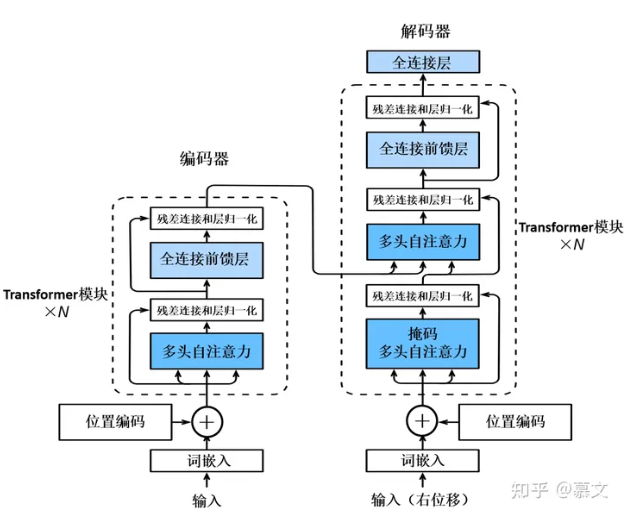 解码器
全连接层
残差连接和层归一化
全连接前馈层
残差连接和层归一化
多头自注意力
残差连接和层归一化
掩码
多头自注意力
Transformer模块
×N
位置编码
词嵌入
输入（右位移）
编码器
残差连接和层归一化
全连接前馈层
残差连接和层归一化
多头自注意力
Transformer模块
×N
位置编码
词嵌入
输入
知乎 @慕文